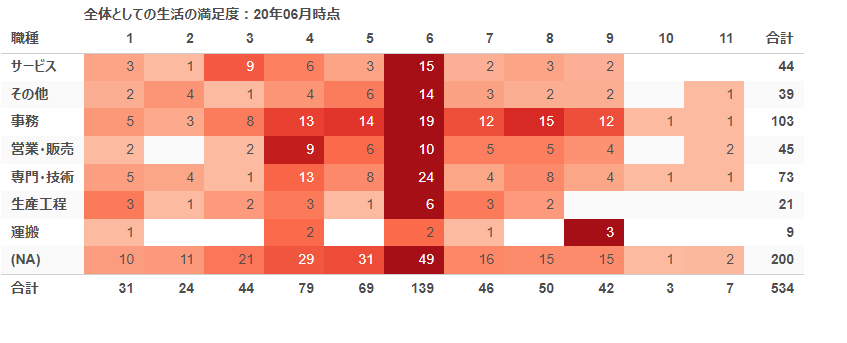 全体としての生活の満足度：20年06月時点
職種 1 2 3 4 5 6 7 8 9 10 11 合計
サービス 3 1 9 6 3 15 2 3 2 44
その他 2 4 1 4 6 14 3 2 2 1 39
事務 5 3 8 13 14 19 12 15 12 1 1 103
営業・販売 2 2 9 6 10 5 5 4 2 45
専門・技術 5 4 1 13 8 24 4 8 4 1 1 73
生産工程 3 1 2 3 1 6 3 2 21
運搬 1 2 2 1 3 9
(NA) 10 11 21 29 31 49 16 15 15 1 2 200
合計 31 24 44 79 69 139 46 50 42 3 7 534